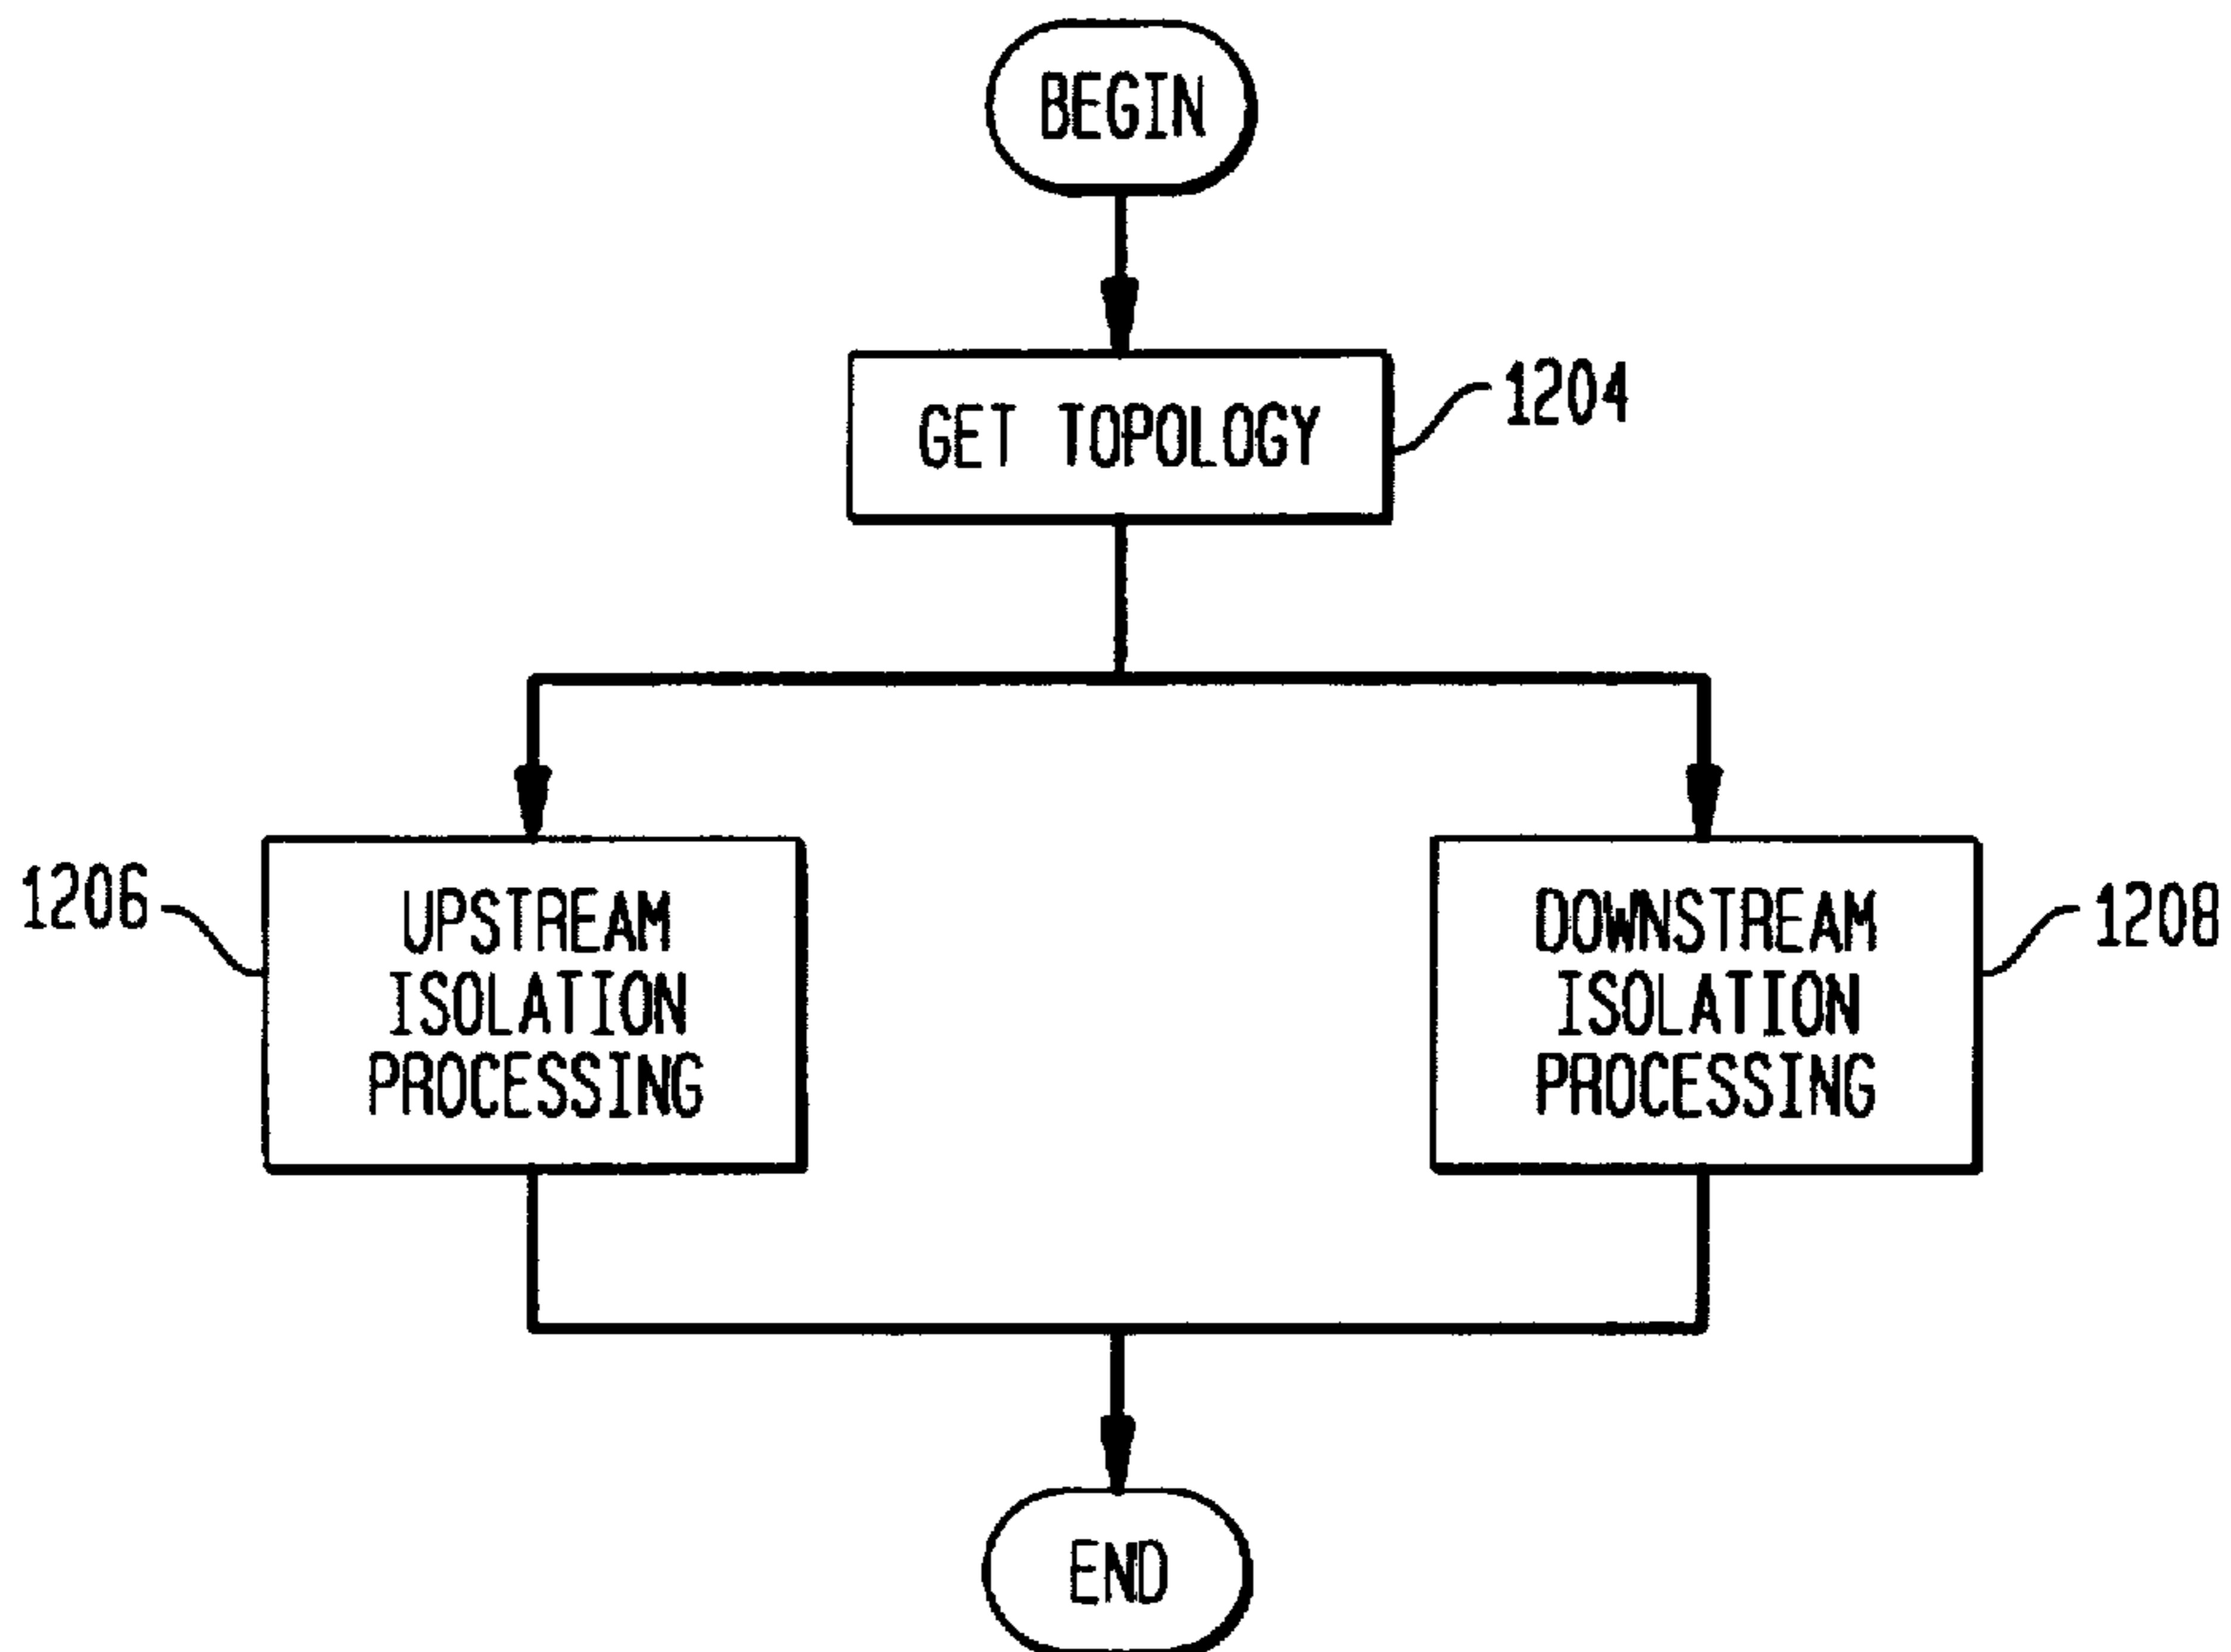 BEGIN
GET TOPOLOGY
1204
1206
UPSTREAM
ISOLATION
PROCESSING
DOWNSTREAM
ISOLATION
PROCESSING
1208
END